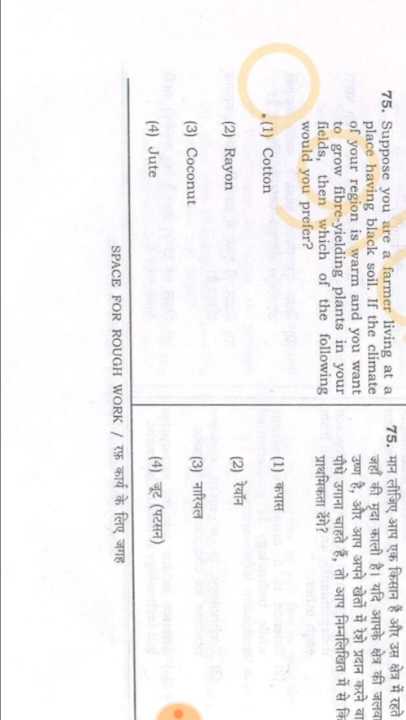 75. Suppose you are a farmer living at a
place having black soil. If the climate
of your region is warm and you want
to grow fibre-yielding plants in your
fields, then which of the following
would you prefer?
(1) Cotton
(2) Rayon
(3) Coconut
(4) Jute
75. मान लीजिए आप एक किसान हैं और उस क्षेत्र में रहते
जहाँ की मृदा काली है। यदि आपके क्षेत्र की
उष्ण है, और आप अपने खेतों में रेशे प्रदान करने
पौधे उगाना चाहते हैं, तो आप निम्नलिखित में से
प्राथमिकता देंगे?
(1) कपास
(2) रेयॉन
(3) नारियल
(4) जूट (पटसन)
SPACE FOR ROUGH WORK / रफ़ कार्य के लिए जगह